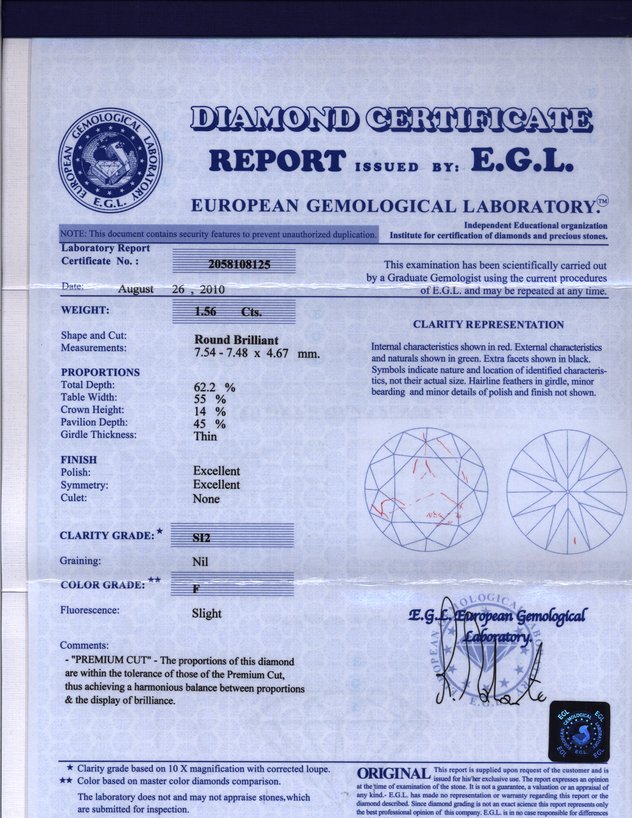 EUROPEAN GEMOLOGICAL LABORATORY
E.G.L.
DIAMOND CERTIFICATE
REPORT ISSUED BY: E.G.L.
EUROPEAN GEMOLOGICAL LABORATORY.™
NOTE: This document contains security features to prevent unauthorized duplication.
Independent Educational organization
Institute for certification of diamonds and precious stones.
Laboratory Report
Certificate No. : 2058108125
Date: August 26 , 2010
This examination has been scientifically carried out
by a Graduate Gemologist using the current procedures
of E.G.L. and may be repeated at any time.
WEIGHT: 1.56 Cts.
Shape and Cut: Round Brilliant
Measurements: 7.54 - 7.48 x 4.67 mm.
PROPORTIONS
Total Depth: 62.2 %
Table Width: 55 %
Crown Height: 14 %
Pavilion Depth: 45 %
Girdle Thickness: Thin
FINISH
Polish: Excellent
Symmetry: Excellent
Culet: None
CLARITY GRADE:★ SI2
Graining: Nil
COLOR GRADE:★★ F
Fluorescence: Slight
Comments:
- "PREMIUM CUT" - The proportions of this diamond
are within the tolerance of those of the Premium Cut,
thus achieving a harmonious balance between proportions
& the display of brilliance.
CLARITY REPRESENTATION
Internal characteristics shown in red. External characteristics
and naturals shown in green. Extra facets shown in black.
Symbols indicate nature and location of identified characteris-
tics, not their actual size. Hairline feathers in girdle, minor
bearding and minor details of polish and finish not shown.
E.G.L. European Gemological
Laboratory.
★ Clarity grade based on 10 X magnification with corrected loupe.
★★ Color based on master color diamonds comparison.
The laboratory does not and may not appraise stones,which
are submitted for inspection.
EGL EGL
GEMOLOGICAL
EGL EGL
ORIGINAL This report is supplied upon request of the customer and is
issued for his/her exclusive use. The report expresses an opinion
at the time of examination of the stone. It is not a guarantee, a valuation or an appraisal of
any kind.- E.G.L. has made no representation or warranty regarding this report or the
diamond described. Since diamond grading is not an exact science this report represents only
the best professional opinion of this company. E.G.L. is in no case responsible for differences